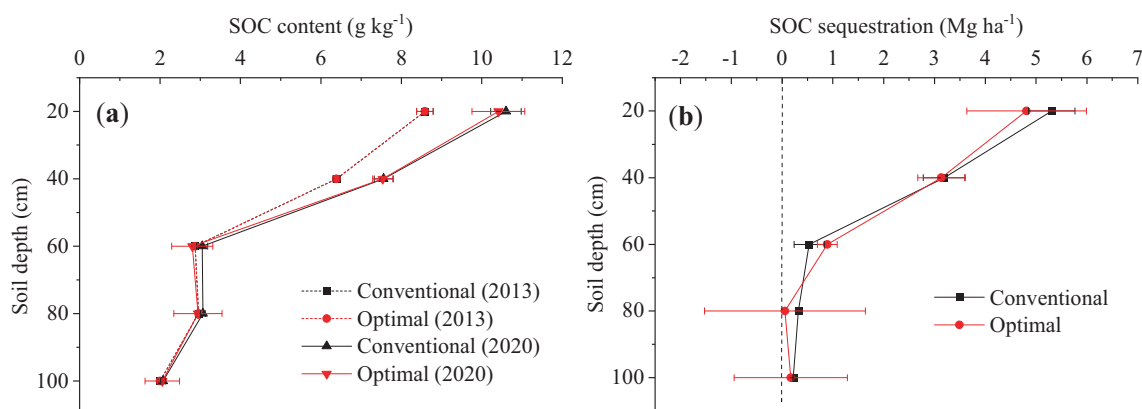 SOC content (g kg⁻¹)
0 2 4 6 8 10 12
(a)
Soil depth (cm)
20
40
60
80
100
Conventional (2013)
Optimal (2013)
Conventional (2020)
Optimal (2020)
SOC sequestration (Mg ha⁻¹)
-2 -1 0 1 2 3 4 5 6 7
(b)
Soil depth (cm)
20
40
60
80
100
Conventional
Optimal